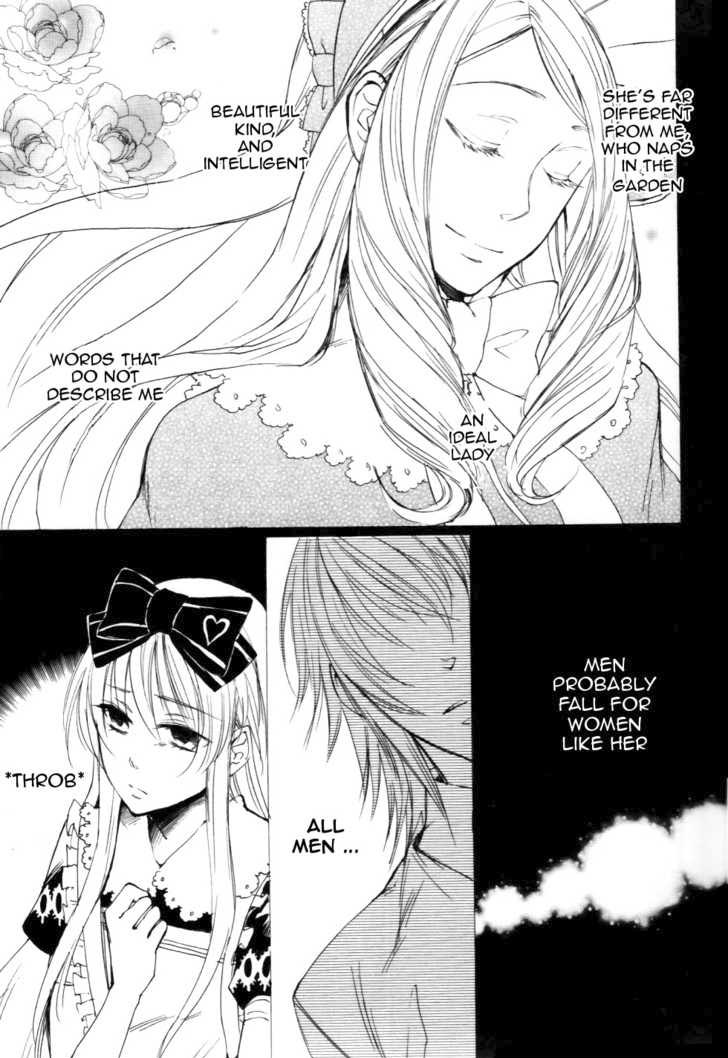 SHE'S FAR
DIFFERENT
FROM ME,
WHO NAPS
IN THE
GARDEN
BEAUTIFUL
KIND,
AND
INTELLIGENT
AN
IDEAL
LADY
WORDS THAT
DO NOT
DESCRIBE ME
MEN
PROBABLY
FALL FOR
WOMEN
LIKE HER
ALL
MEN ...
*THROB*